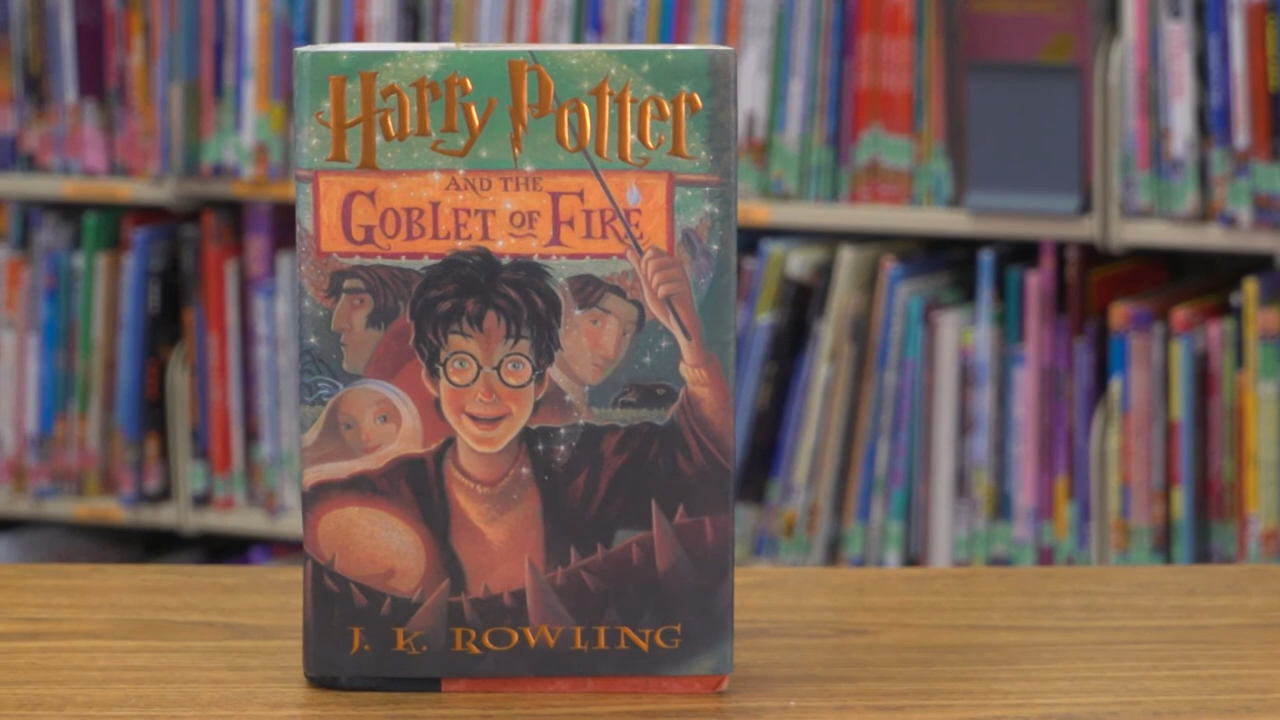 Harry Potter
AND THE
GOBLET OF FIRE
J. K. ROWLING